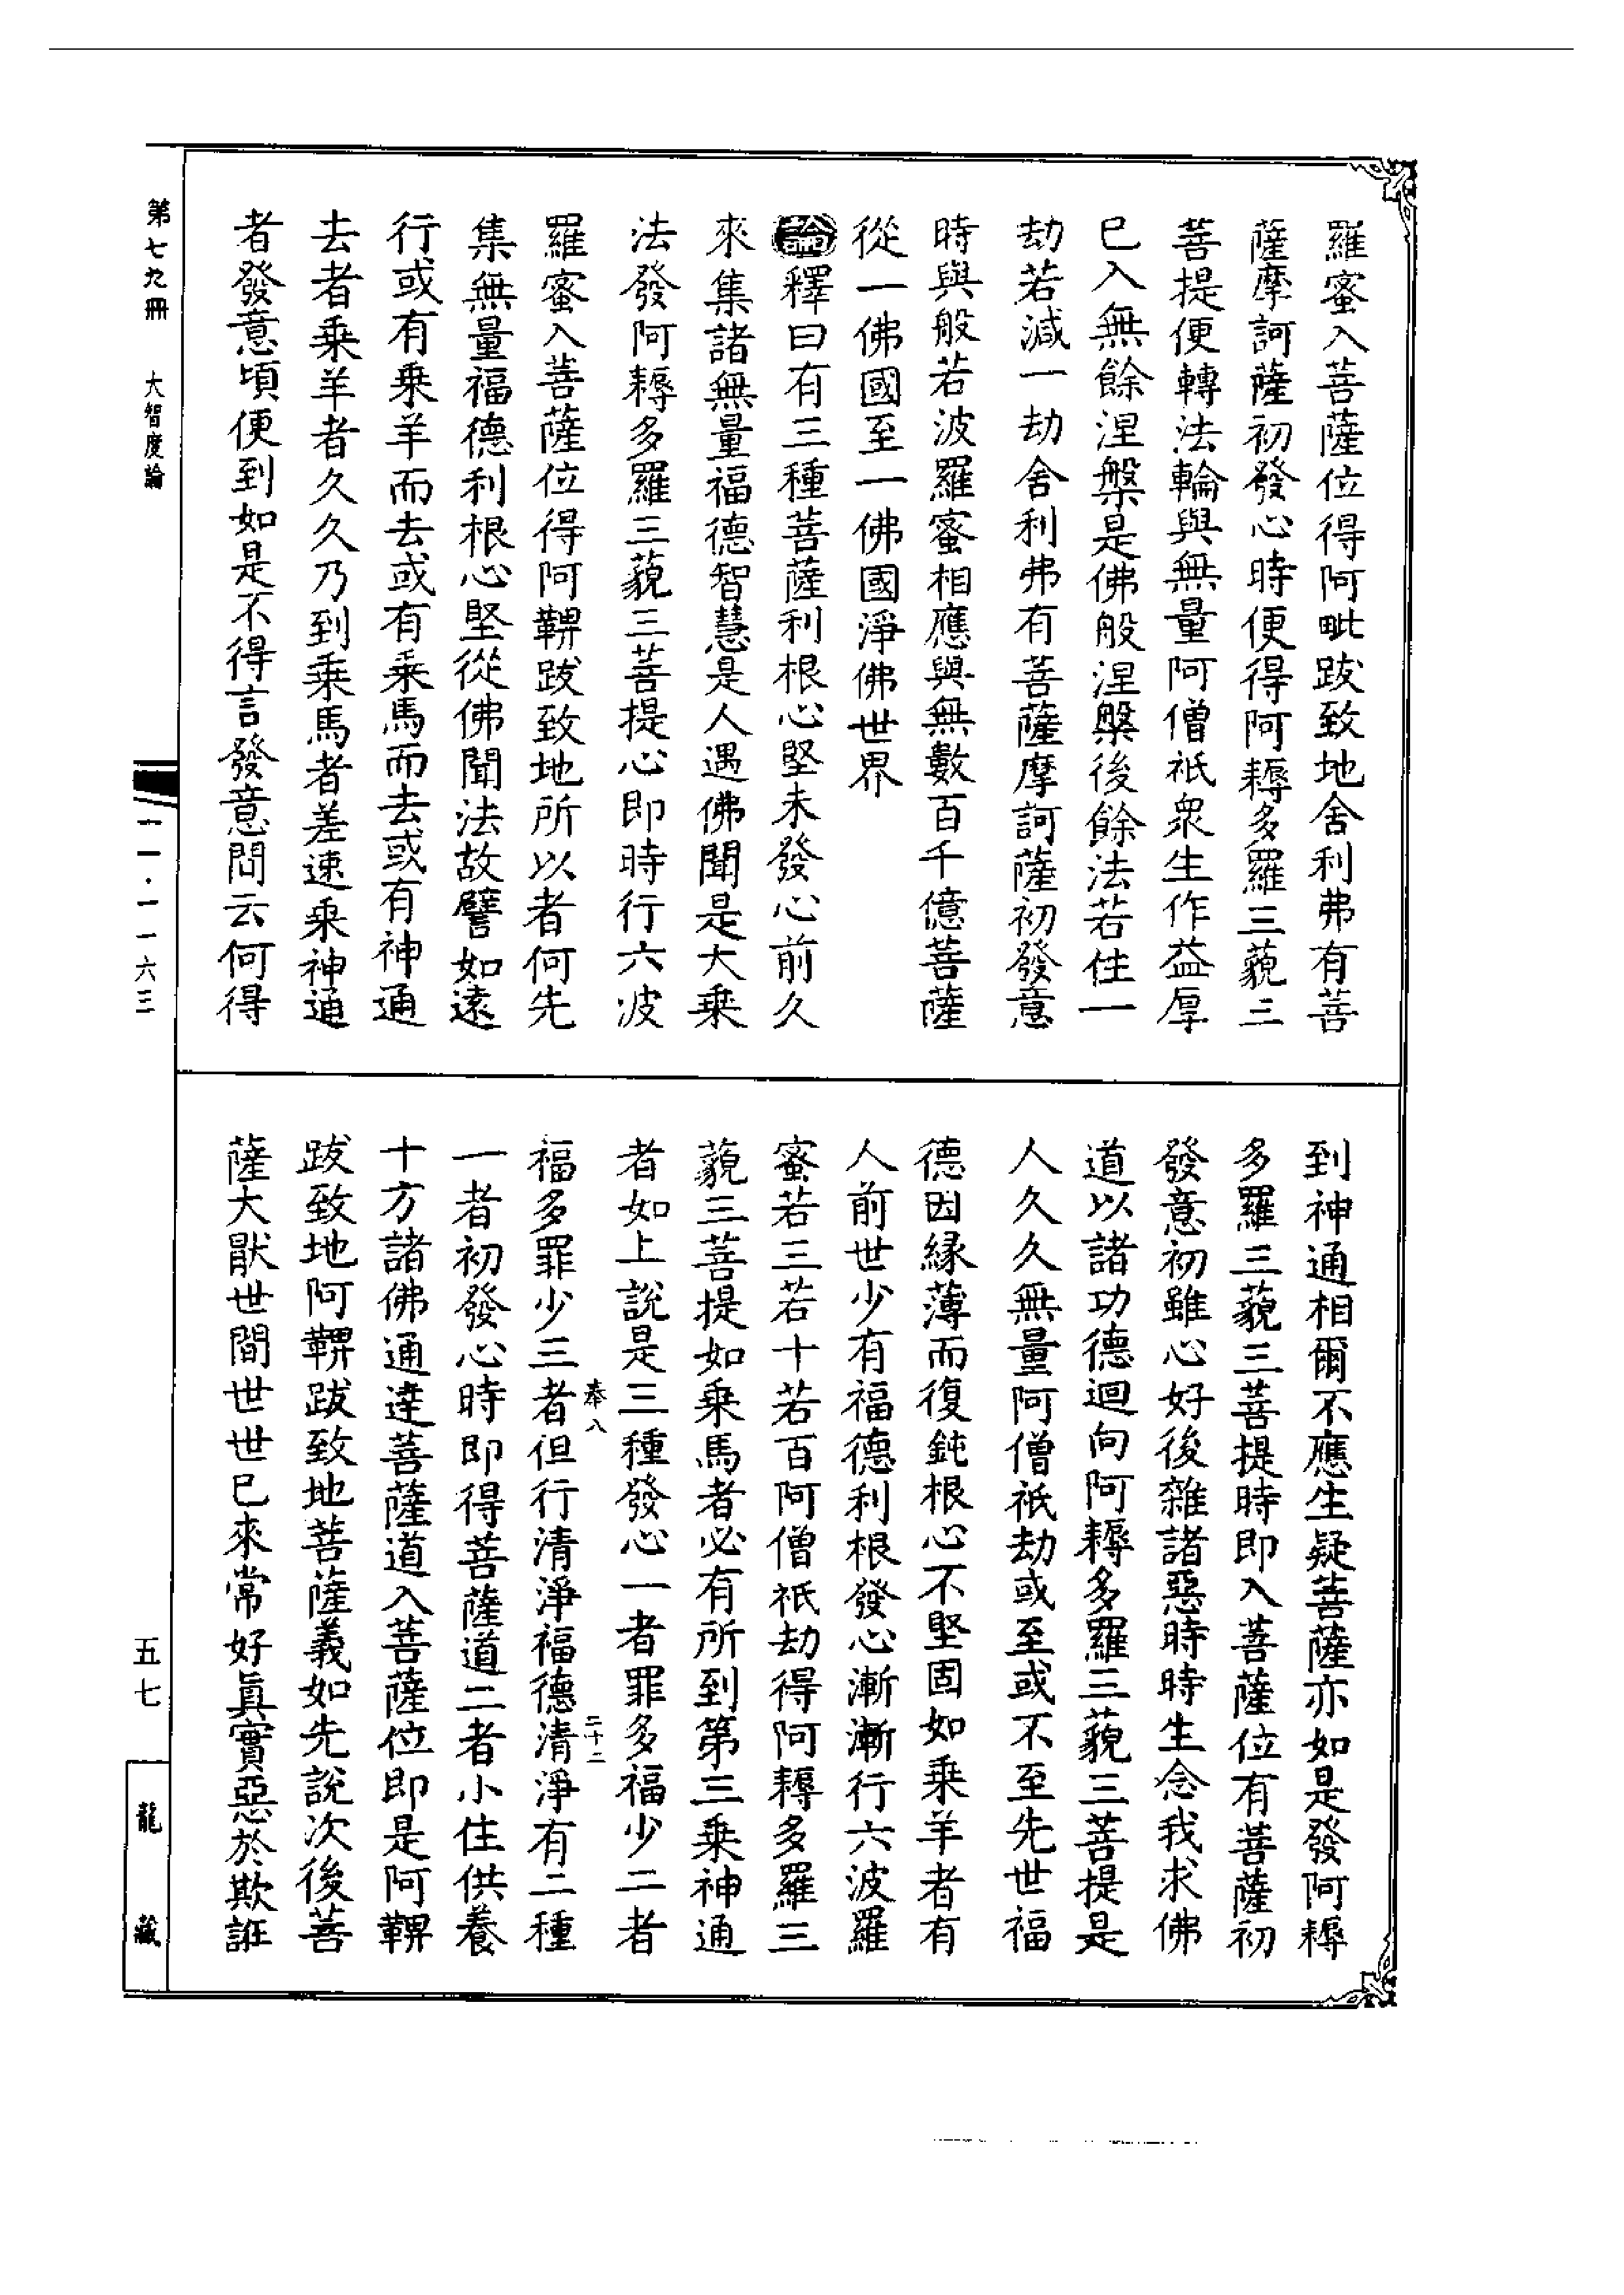 羅蜜入菩薩位得阿毗跋致地舍利弗有菩
薩摩訶薩初發心時便得阿耨多羅三藐三
菩提便轉法輪與無量阿僧祇衆生作益厚
已入無餘涅槃是佛般涅槃後餘法若住一
劫若減一劫舍利弗有菩薩摩訶薩初發意
時與般若波羅蜜相應與無數百千億菩薩
從一佛國至一佛國淨佛世界
論釋曰有三種菩薩利根心堅未發心前久
來集諸無量福德智慧是人遇佛聞是大乘
法發阿耨多羅三藐三菩提心即時行六波
羅蜜入菩薩位得阿鞞跋致地所以者何先
集無量福德利根心堅從佛聞法故譬如遠
行或有乘羊而去或有乘馬而去或有神通
去者乘羊者久久乃到乘馬者差速乘神通
者發意頃便到如是不得言發意問云何得
到神通相爾不應生疑菩薩亦如是發阿耨
多羅三藐三菩提時即入菩薩位有菩薩初
發意初雖心好後雜諸惡時時生念我求佛
道以諸功德迴向阿耨多羅三藐三菩提是
人久久無量阿僧祇劫或至或不至先世福
德因緣薄而復鈍根心不堅固如乘羊者有
人前世少有福德利根發心漸漸行六波羅
蜜若三若十若百阿僧祇劫得阿耨多羅三
藐三菩提如乘馬者必有所到第三乘神通
者如上說是三種發心一者罪多福少二者
福多罪少三者但行清淨福德清淨有二種
一者初發心時即得菩薩道二者小住供養
十方諸佛通達菩薩道入菩薩位即是阿鞞
跋致地阿鞞跋致地菩薩義如先說次後菩
薩大厭世間世世已來常好眞實惡於欺誑
奉八
二十二
第七九冊
大智度論
一一·一一六三
五七
龍藏